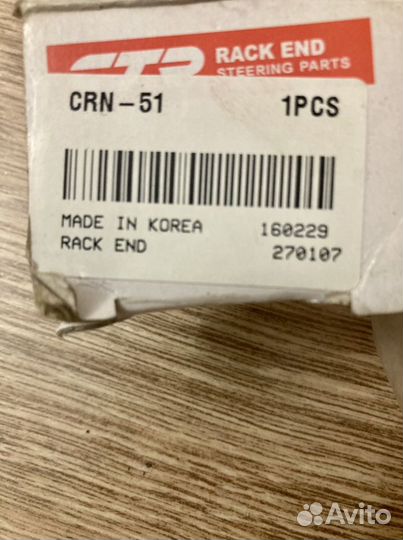 CTR RACK END
STEERING PARTS
CRN-51 1PCS
MADE IN KOREA 160229
RACK END 270107
Avito